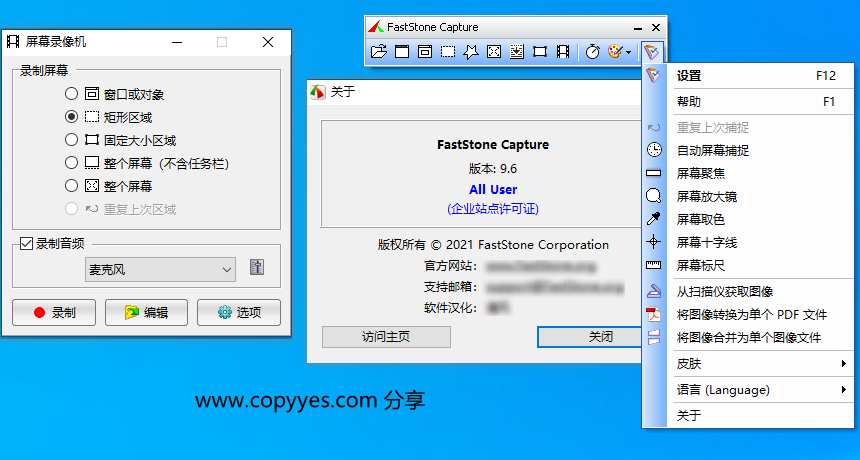 FastStone Capture
屏幕录像机
录制屏幕
窗口或对象
矩形区域
固定大小区域
整个屏幕（不含任务栏）
整个屏幕
重复上次区域
录制音频
麦克风
录制
编辑
选项
关于
FastStone Capture
版本: 9.6
All User
(企业站点许可证)
版权所有 © 2021 FastStone Corporation
官方网站：
支持邮箱：
软件汉化：
访问主页
关闭
设置 F12
帮助 F1
重复上次捕捉
自动屏幕捕捉
屏幕聚焦
屏幕放大镜
屏幕取色
屏幕十字线
屏幕标尺
从扫描仪获取图像
将图像转换为单个 PDF 文件
将图像合并为单个图像文件
皮肤
语言 (Language)
关于
www.copyyes.com 分享